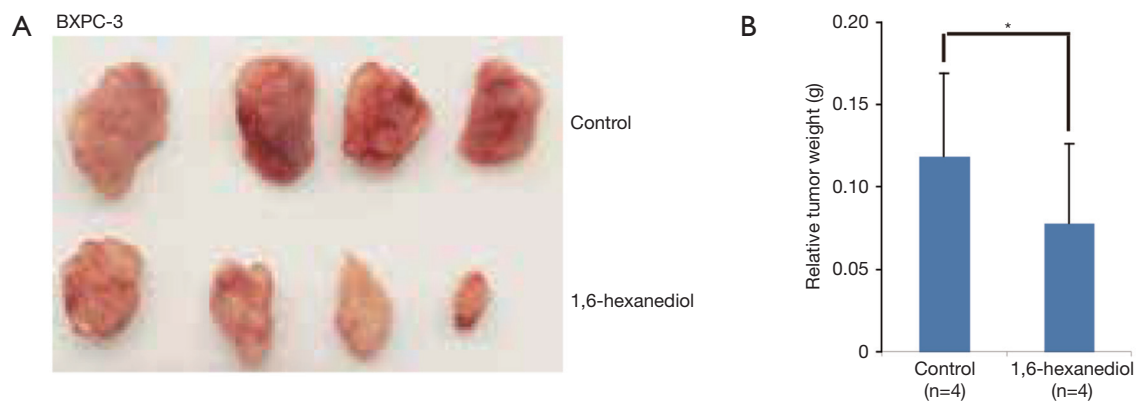 A
BXPC-3
Control
1,6-hexanediol
B
Relative tumor weight (g)
0.20
0.15
0.10
0.05
0
*
Control
(n=4)
1,6-hexanediol
(n=4)